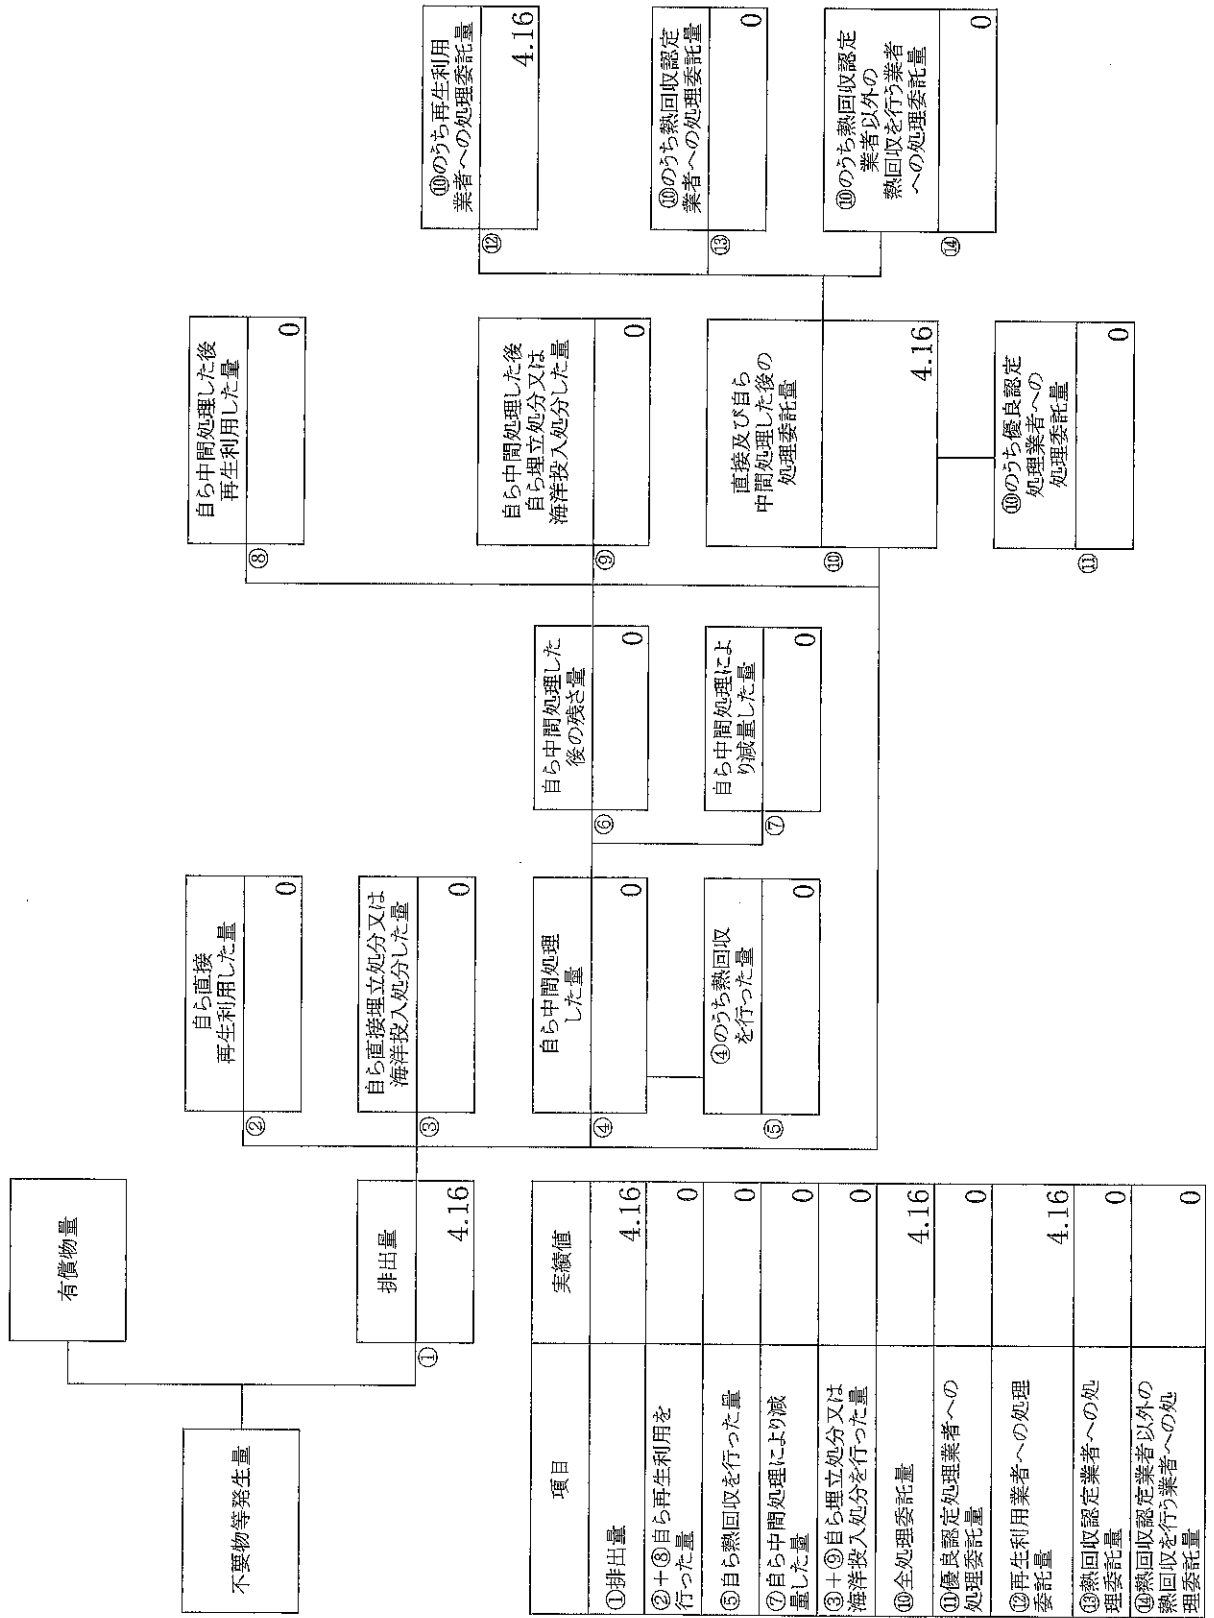 不要物等発生量
有償物量
①
排出量
4.16
②
自ら直接
再生利用した量
0
③
自ら直接埋立処分又は
海洋投入処分した量
0
④
自ら中間処理
した量
0
⑤
④のうち熱回収
を行った量
0
⑥
自ら中間処理した
後の残さ量
0
⑦
自ら中間処理によ
り減量した量
0
⑧
自ら中間処理した後
再生利用した量
0
⑨
自ら中間処理した後
自ら埋立処分又は
海洋投入処分した量
0
⑩
直接及び自ら
中間処理した後の
処理委託量
4.16
⑪
⑩のうち優良認定
処理業者への
処理委託量
0
⑫
⑩のうち再生利用
業者への処理委託量
4.16
⑬
⑩のうち熱回収認定
業者への処理委託量
0
⑭
⑩のうち熱回収認定
業者以外の
熱回収を行う業者
への処理委託量
0
項目 実績値
①排出量 4.16
②+⑧自ら再生利用を
行った量 0
⑤自ら熱回収を行った量 0
⑦自ら中間処理により減
量した量 0
③+⑨自ら埋立処分又は
海洋投入処分を行った量 0
⑩全処理委託量 4.16
⑪優良認定処理業者への
処理委託量 0
⑫再生利用業者への処理
委託量 4.16
⑬熱回収認定業者への処
理委託量 0
⑭熱回収認定業者以外の
熱回収を行う業者への処
理委託量 0